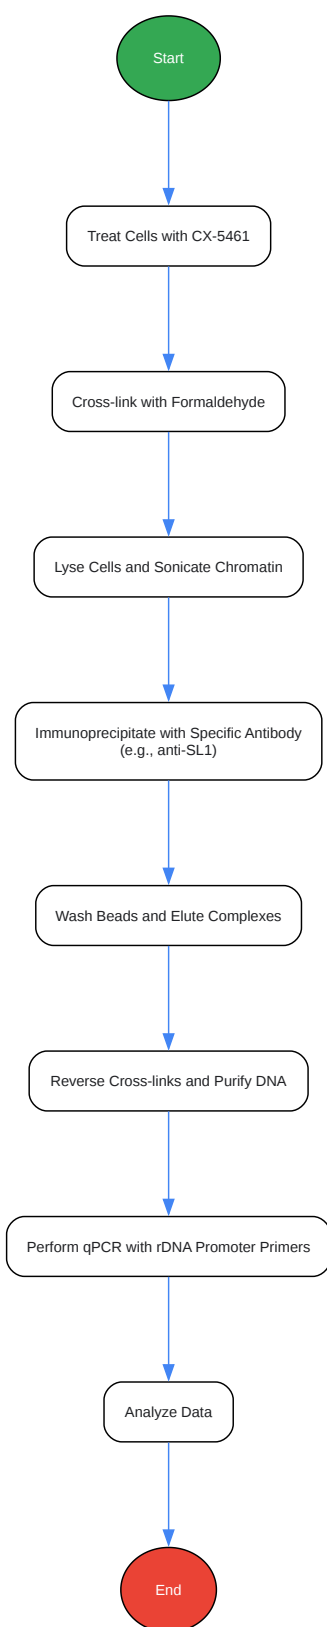 Start
Treat Cells with CX-5461
Cross-link with Formaldehyde
Lyse Cells and Sonicate Chromatin
Immunoprecipitate with Specific Antibody
(e.g., anti-SL1)
Wash Beads and Elute Complexes
Reverse Cross-links and Purify DNA
Perform qPCR with rDNA Promoter Primers
Analyze Data
End